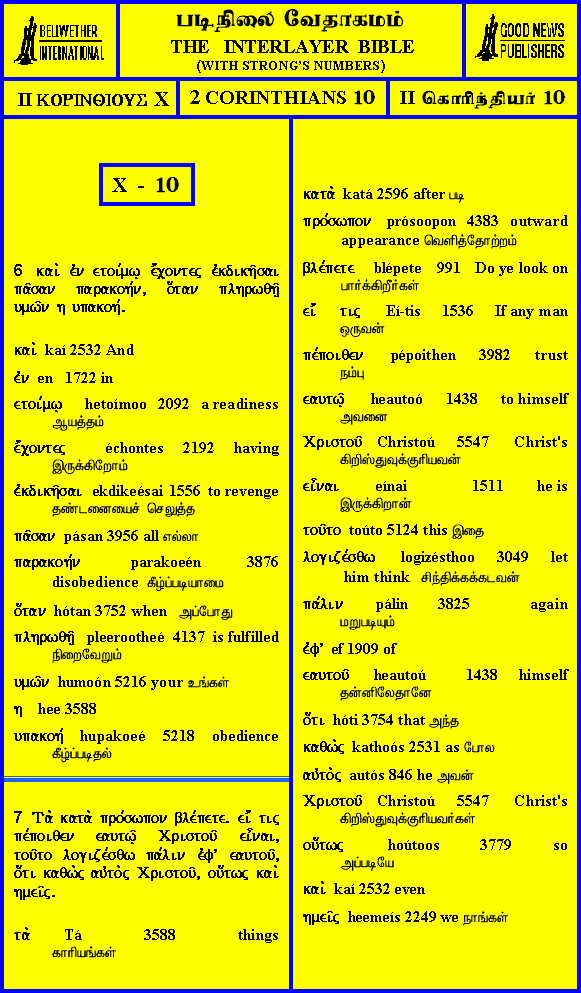 BELIWETHER
INTERNATIONAL
படிநிலை வேதாகமம்
THE INTERLAYER BIBLE
(WITH STRONG'S NUMBERS)
GOOD NEWS
PUBLISHERS
II ΚΟΡΙΝΘΙΟΥΣ X
2 CORINTHIANS 10
II கொரிந்தியர் 10
X - 10
6 καὶ ἐν ετοίμῳ ἔχοντες ἐκδικῆσαι
πᾶσαν παρακοήν, ὅταν πληρωθῇ
υμῶν η υπακοή.
καὶ kaí 2532 And
ἐν en 1722 in
ετοίμῳ hetoímoo 2092 a readiness
ஆயத்தம்
ἔχοντες échontes 2192 having
இருக்கிறோம்
ἐκδικῆσαι ekdikeésai 1556 to revenge
தண்டனையைச் செலுத்த
πᾶσαν pásan 3956 all எல்லா
παρακοήν parakoeén 3876
disobedience கீழ்ப்படியாமை
ὅταν hótan 3752 when அப்போது
πληρωθῇ pleerootheé 4137 is fulfilled
நிறைவேறும்
υμῶν humoón 5216 your உங்கள்
η hee 3588
υπακοή hupakoeé 5218 obedience
கீழ்ப்படிதல்
7 Τὰ κατὰ πρόσωπον βλέπετε. εἴ τις
πέποιθεν εαυτῷ Χριστοῦ εἶναι,
τοῦτο λογιζέσθω πάλιν ἐφ’ εαυτοῦ,
ὅτι καθὼς αὐτὸς Χριστοῦ, οὕτως καὶ
ημεῖς.
τὰ Tá 3588 things
காரியங்கள்
κατὰ katá 2596 after படி
πρόσωπον prósoopon 4383 outward
appearance வெளித்தோற்றம்
βλέπετε blépete 991 Do ye look on
பார்க்கிறீர்கள்
εἴ τις Eí-tis 1536 If any man
ஒருவன்
πέποιθεν pépoithen 3982 trust
நம்பு
εαυτῷ heautoó 1438 to himself
அவனை
Χριστοῦ Christoú 5547 Christ's
கிறிஸ்துவுக்குரியவன்
εἶναι eínai 1511 he is
இருக்கிறான்
τοῦτο toúto 5124 this இதை
λογιζέσθω logizésthoo 3049 let
him think சிந்திக்கக்கடவன்
πάλιν pálin 3825 again
மறுபடியும்
ἐφ’ ef 1909 of
εαυτοῦ heautoú 1438 himself
தன்னிலேதானே
ὅτι hóti 3754 that அந்த
καθὼς kathoós 2531 as போல
αὐτὸς autós 846 he அவன்
Χριστοῦ Christoú 5547 Christ's
கிறிஸ்துவுக்குரியவர்கள்
οὕτως hoútoos 3779 so
அப்படியே
καὶ kaí 2532 even
ημεῖς heemeís 2249 we நாங்கள்